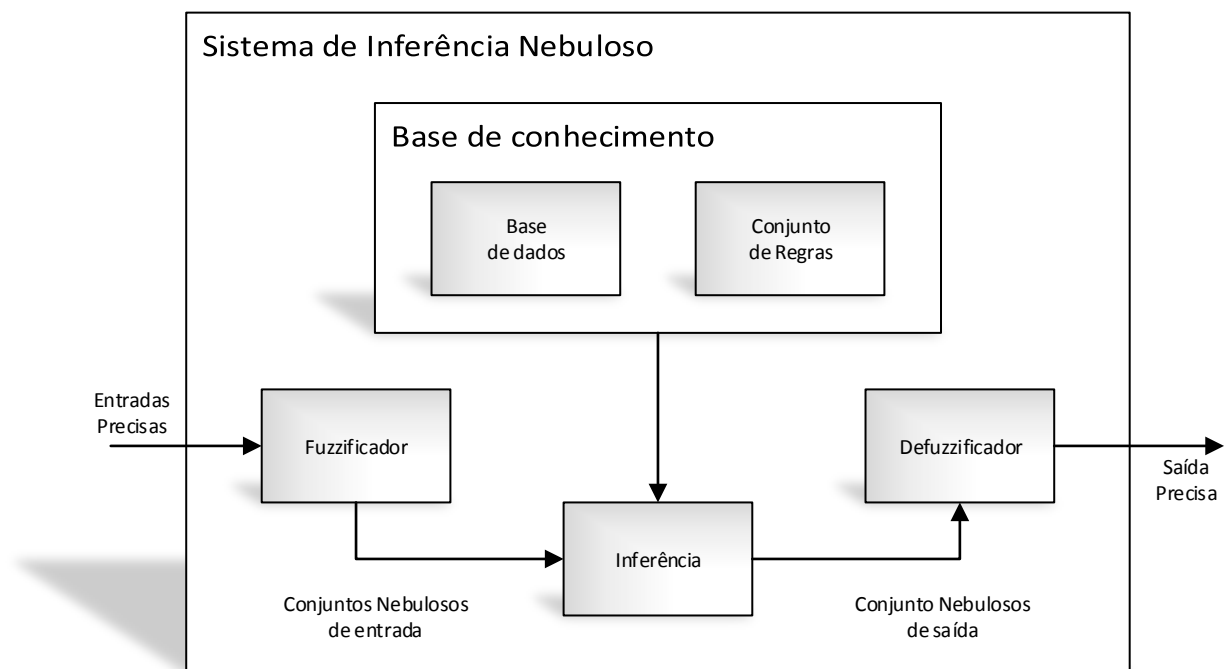 Sistema de Inferência Nebuloso
Base de conhecimento
Base
de dados
Conjunto
de Regras
Entradas
Precisas
Fuzzificador
Defuzzificador
Saída
Precisa
Inferência
Conjuntos Nebulosos
de entrada
Conjunto Nebulosos
de saída